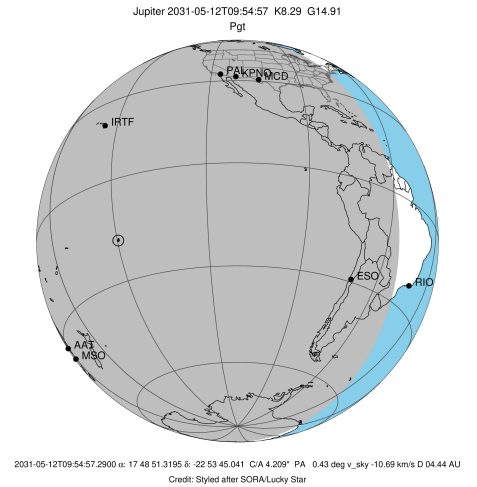 Jupiter 2031-05-12T09:54:57 K8.29 G14.91
Pgt
PAL
KPNO
MCD
IRTF
ESO
RIO
AAT
MSO
2031-05-12T09:54:57.2900 α: 17 48 51.3195 δ: -22 53 45.041 C/A 4.209" PA 0.43 deg v_sky -10.69 km/s D 04.44 AU
Credit: Styled after SORA/Lucky Star